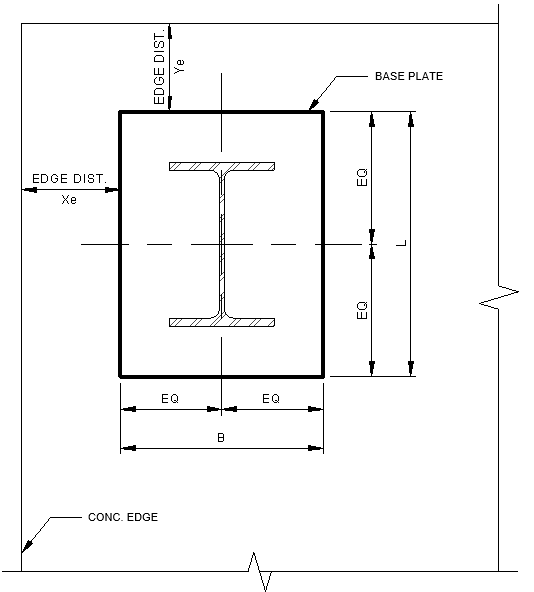 EDGE DIST.
Ye
BASE PLATE
EDGE DIST.
Xe
EQ
L
EQ
EQ
EQ
B
CONC. EDGE